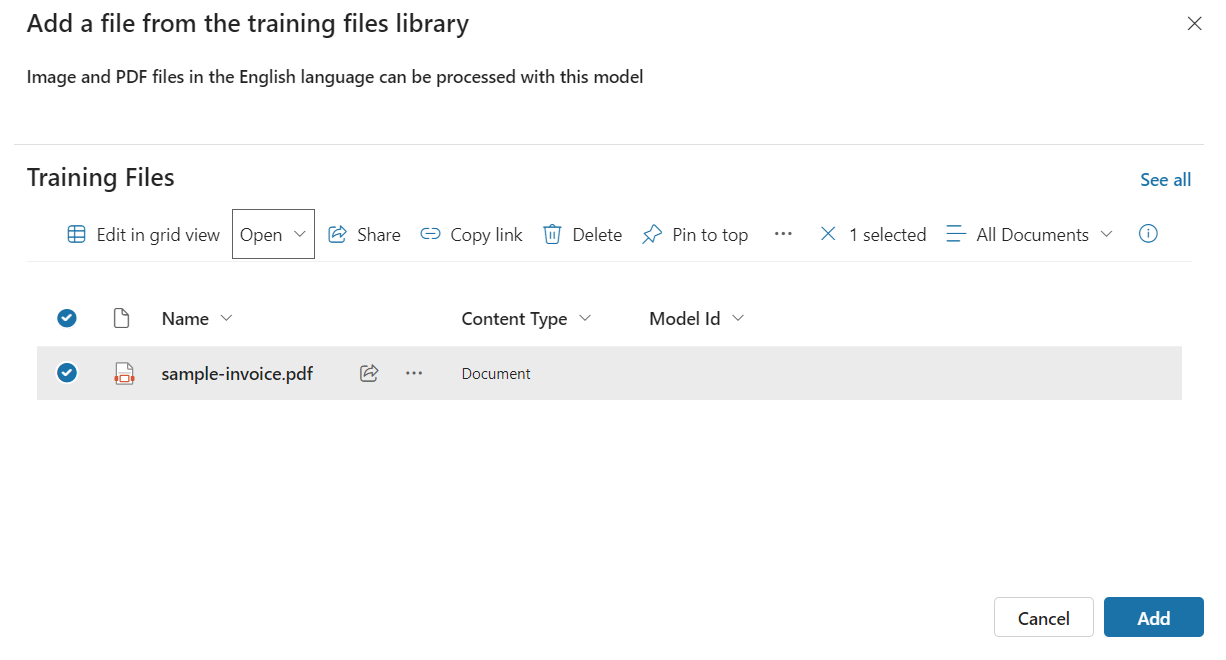 Add a file from the training files library
Image and PDF files in the English language can be processed with this model
Training Files
See all
Edit in grid view Open Share Copy link Delete Pin to top ··· 1 selected All Documents
Name Content Type Model Id
sample-invoice.pdf ··· Document
Cancel Add